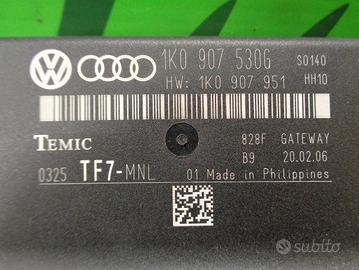 1K0 907 530G S0140
HW: 1K0 907 951 HH10
TEMIC 828F GATEWAY
B9 20.02.06
0325 TF7-MNL 01 Made in Philippines
subito